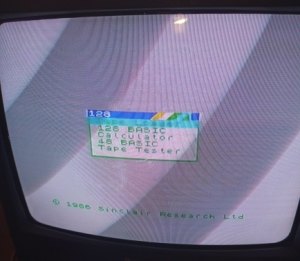 128
128 BASIC
Calculator
48 BASIC
Tape Tester
© 1986 Sinclair Research Ltd